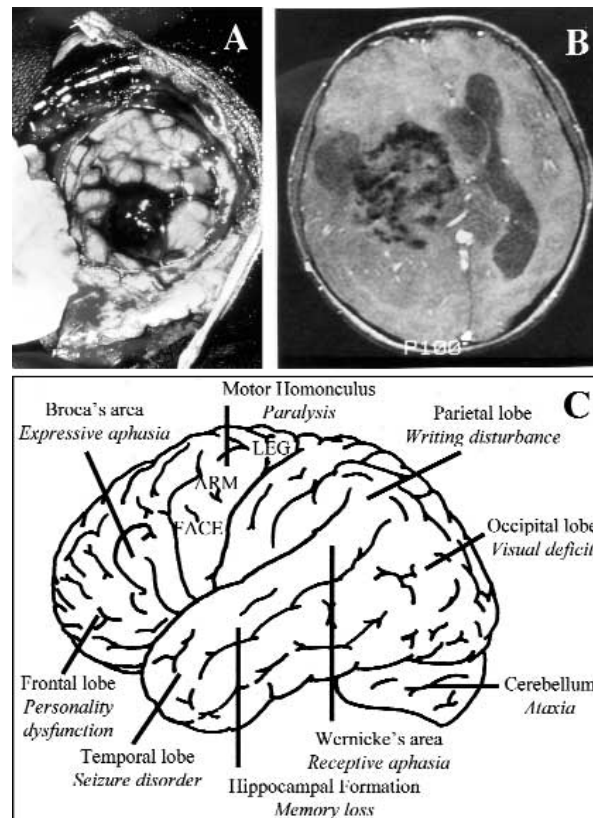 A
B
P100
C
Motor Homonculus
Paralysis
Broca's area
Expressive aphasia
Parietal lobe
Writing disturbance
LEG
ARM
FACE
Occipital lobe
Visual deficit
Frontal lobe
Personality
dysfunction
Cerebellum
Ataxia
Temporal lobe
Seizure disorder
Wernicke's area
Receptive aphasia
Hippocampal Formation
Memory loss